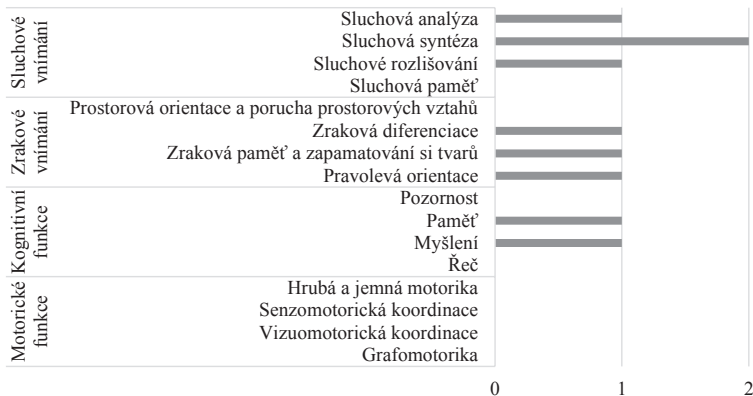 Sluchové vnímání
Sluchová analýza
Sluchová syntéza
Sluchové rozlišování
Sluchová paměť
Zrakové vnímání
Prostorová orientace a porucha prostorových vztahů
Zraková diferenciace
Zraková paměť a zapamatování si tvarů
Pravolevá orientace
Kognitivní funkce
Pozornost
Paměť
Myšlení
Řeč
Motorické funkce
Hrubá a jemná motorika
Senzomotorická koordinace
Vizuomotorická koordinace
Grafomotorika
0 1 2